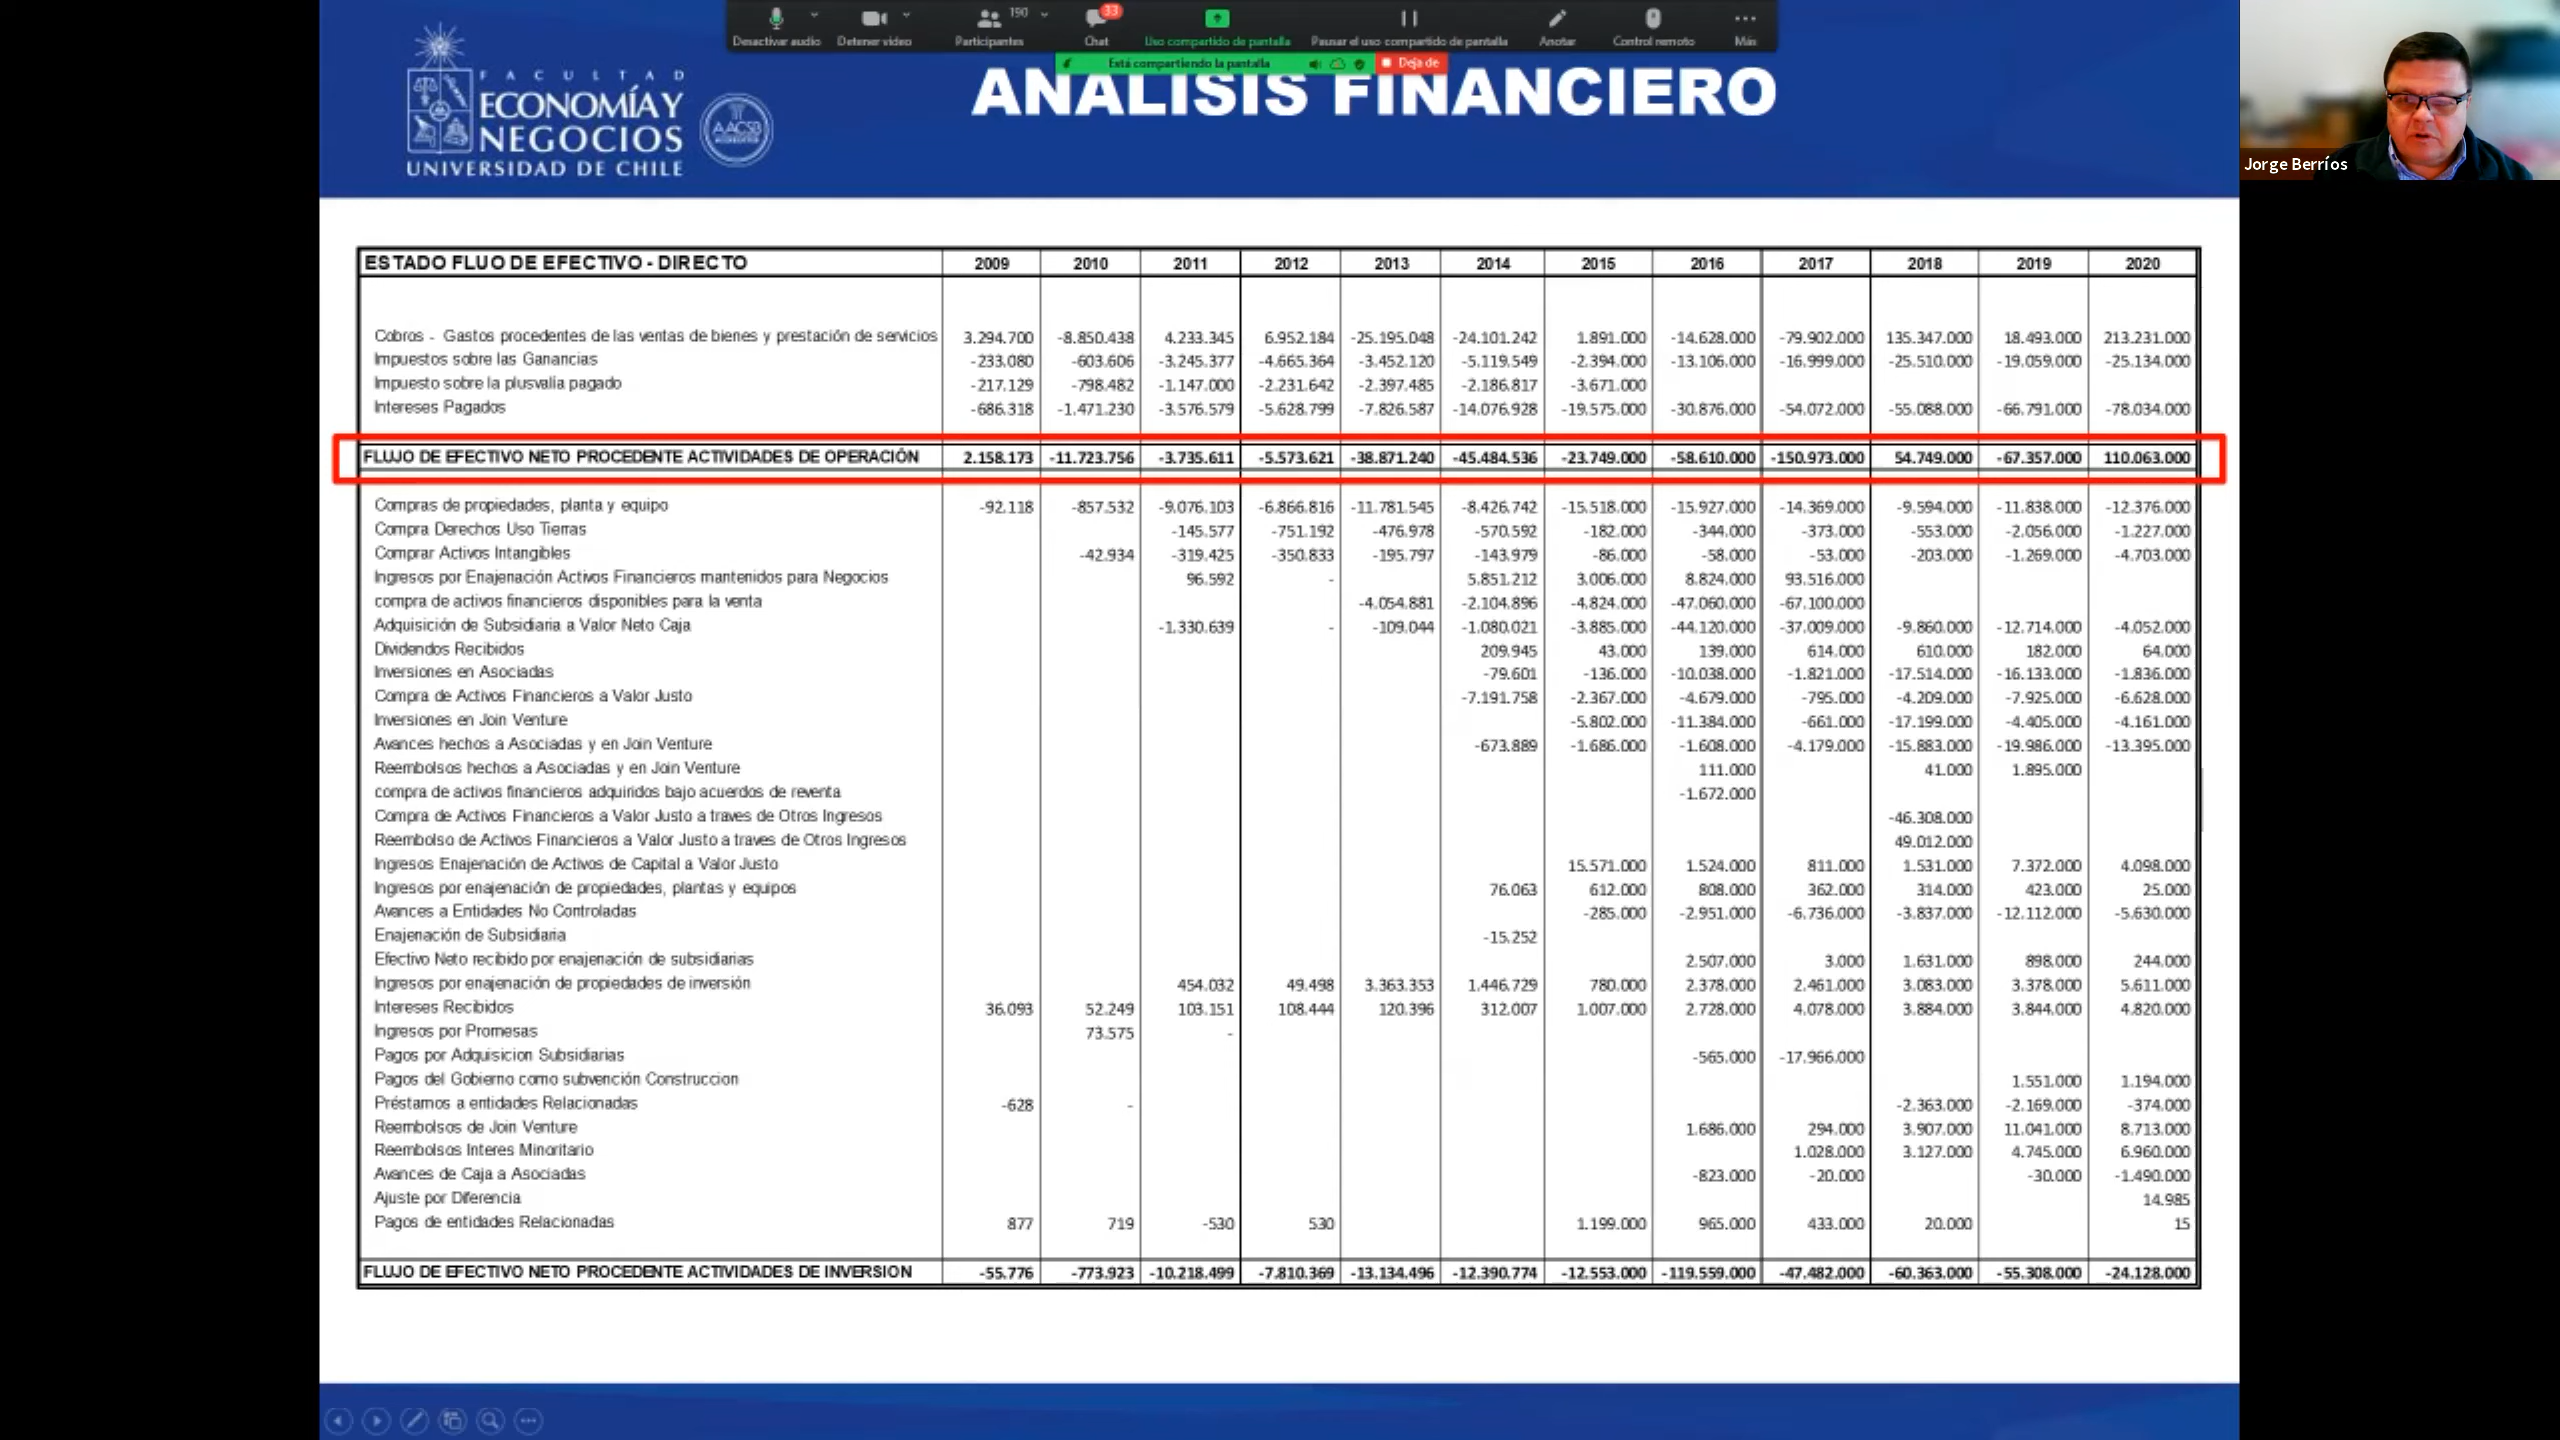 Desactivar audio Detener video Participantes 190 Chat 33 Uso compartido de pantalla Pausar el uso compartido de pantalla Anotar Control remoto Más
Está compartiendo la pantalla Deja de
FACULTAD
ECONOMÍA Y
NEGOCIOS
UNIVERSIDAD DE CHILE
AACSB
ANALISIS FINANCIERO
Jorge Berríos
ESTADO FLUO DE EFECTIVO - DIRECTO 2009 2010 2011 2012 2013 2014 2015 2016 2017 2018 2019 2020
Cobros - Gastos procedentes de las ventas de bienes y prestación de servicios 3.294.700 -8.850.438 4.233.345 6.952.184 -25.195.048 -24.101.242 1.891.000 -14.628.000 -79.902.000 135.347.000 18.493.000 213.231.000
Impuestos sobre las Ganancias -233.080 -603.606 -3.245.377 -4.665.364 -3.452.120 -5.119.549 -2.394.000 -13.106.000 -16.999.000 -25.510.000 -19.059.000 -25.134.000
Impuesto sobre la plusvalía pagado -217.129 -798.482 -1.147.000 -2.231.642 -2.397.485 -2.186.817 -3.671.000
Intereses Pagados -686.318 -1.471.230 -3.576.579 -5.628.799 -7.826.587 -14.076.928 -19.575.000 -30.876.000 -54.072.000 -55.088.000 -66.791.000 -78.034.000
FLUJO DE EFECTIVO NETO PROCEDENTE ACTIVIDADES DE OPERACIÓN 2.158.173 -11.723.756 -3.735.611 -5.573.621 -38.871.240 -45.484.536 -23.749.000 -58.610.000 -150.973.000 54.749.000 -67.357.000 110.063.000
Compras de propiedades, planta y equipo -92.118 -857.532 -9.076.103 -6.866.816 -11.781.545 -8.426.742 -15.518.000 -15.927.000 -14.369.000 -9.594.000 -11.838.000 -12.376.000
Compra Derechos Uso Tierras -145.577 -751.192 -476.978 -570.592 -182.000 -344.000 -373.000 -553.000 -2.056.000 -1.227.000
Comprar Activos Intangibles -42.934 -319.425 -350.833 -195.797 -143.979 -86.000 -58.000 -53.000 -203.000 -1.269.000 -4.703.000
Ingresos por Enajenación Activos Financieros mantenidos para Negocios 96.592 - 5.851.212 3.006.000 8.824.000 93.516.000
compra de activos financieros disponibles para la venta -4.054.881 -2.104.896 -4.824.000 -47.060.000 -67.100.000
Adquisición de Subsidiaria a Valor Neto Caja -1.330.639 - -109.044 -1.080.021 -3.885.000 -44.120.000 -37.009.000 -9.860.000 -12.714.000 -4.052.000
Dividendos Recibidos 209.945 43.000 139.000 614.000 610.000 182.000 64.000
Inversiones en Asociadas -79.601 -136.000 -10.038.000 -1.821.000 -17.514.000 -16.133.000 -1.836.000
Compra de Activos Financieros a Valor Justo -7.191.758 -2.367.000 -4.679.000 -795.000 -4.209.000 -7.925.000 -6.628.000
Inversiones en Join Venture -5.802.000 -11.384.000 -661.000 -17.199.000 -4.405.000 -4.161.000
Avances hechos a Asociadas y en Join Venture -673.889 -1.686.000 -1.608.000 -4.179.000 -15.883.000 -19.986.000 -13.395.000
Reembolsos hechos a Asociadas y en Join Venture 111.000 41.000 1.895.000
compra de activos financieros adquiridos bajo acuerdos de reventa -1.672.000
Compra de Activos Financieros a Valor Justo a traves de Otros Ingresos -46.308.000
Reembolso de Activos Financieros a Valor Justo a traves de Otros Ingresos 49.012.000
Ingresos Enajenación de Activos de Capital a Valor Justo 15.571.000 1.524.000 811.000 1.531.000 7.372.000 4.098.000
Ingresos por enajenación de propiedades, plantas y equipos 76.063 612.000 808.000 362.000 314.000 423.000 25.000
Avances a Entidades No Controladas -285.000 -2.951.000 -6.736.000 -3.837.000 -12.112.000 -5.630.000
Enajenación de Subsidiaria -15.252
Efectivo Neto recibido por enajenación de subsidiarias 2.507.000 3.000 1.631.000 898.000 244.000
Ingresos por enajenación de propiedades de inversión 454.032 49.498 3.363.353 1.446.729 780.000 2.378.000 2.461.000 3.083.000 3.378.000 5.611.000
Intereses Recibidos 36.093 52.249 103.151 108.444 120.396 312.007 1.007.000 2.728.000 4.078.000 3.884.000 3.844.000 4.820.000
Ingresos por Promesas 73.575 -
Pagos por Adquisicion Subsidiarias -565.000 -17.966.000
Pagos del Gobierno como subvención Construccion 1.551.000 1.194.000
Préstamos a entidades Relacionadas -628 - -2.363.000 -2.169.000 -374.000
Reembolsos de Join Venture 1.686.000 294.000 3.907.000 11.041.000 8.713.000
Reembolsos Interes Minoritario 1.028.000 3.127.000 4.745.000 6.960.000
Avances de Caja a Asociadas -823.000 -20.000 -30.000 -1.490.000
Ajuste por Diferencia 14.985
Pagos de entidades Relacionadas 877 719 -530 530 1.199.000 965.000 433.000 20.000 15
FLUJO DE EFECTIVO NETO PROCEDENTE ACTIVIDADES DE INVERSION -55.776 -773.923 -10.218.499 -7.810.369 -13.134.496 -12.390.774 -12.553.000 -119.559.000 -47.482.000 -60.363.000 -55.308.000 -24.128.000